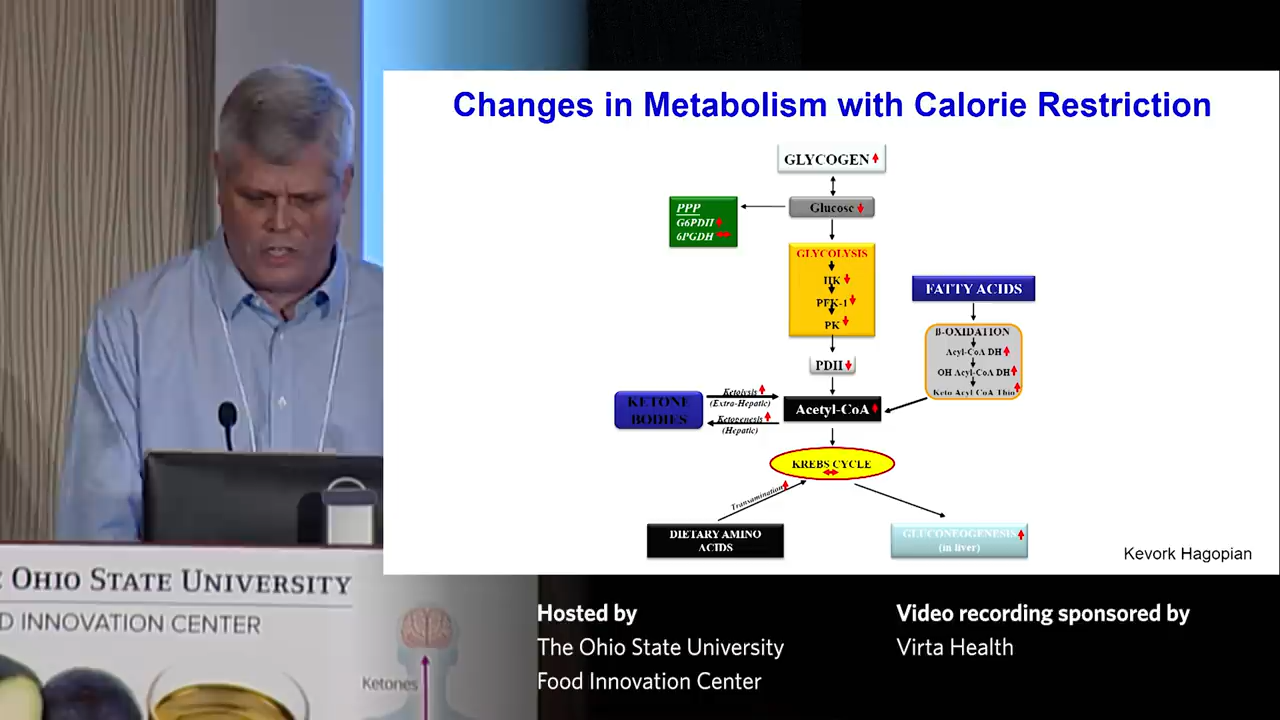 Changes in Metabolism with Calorie Restriction
GLYCOGEN
Glucose
PPP
G6PDH
6PGDH
GLYCOLYSIS
HK
PFK-1
PK
FATTY ACIDS
β-OXIDATION
Acyl-CoA DH
OH Acyl-CoA DH
Keto Acyl CoA Thio
PDH
KETONE
BODIES
Ketolysis
(Extra-Hepatic)
Ketogenesis
(Hepatic)
Acetyl-CoA
KREBS CYCLE
Transamination
DIETARY AMINO
ACIDS
GLUCONEOGENESIS
(in liver)
Kevork Hagopian
OHIO STATE UNIVERSITY
D INNOVATION CENTER
Ketones
Hosted by
The Ohio State University
Food Innovation Center
Video recording sponsored by
Virta Health